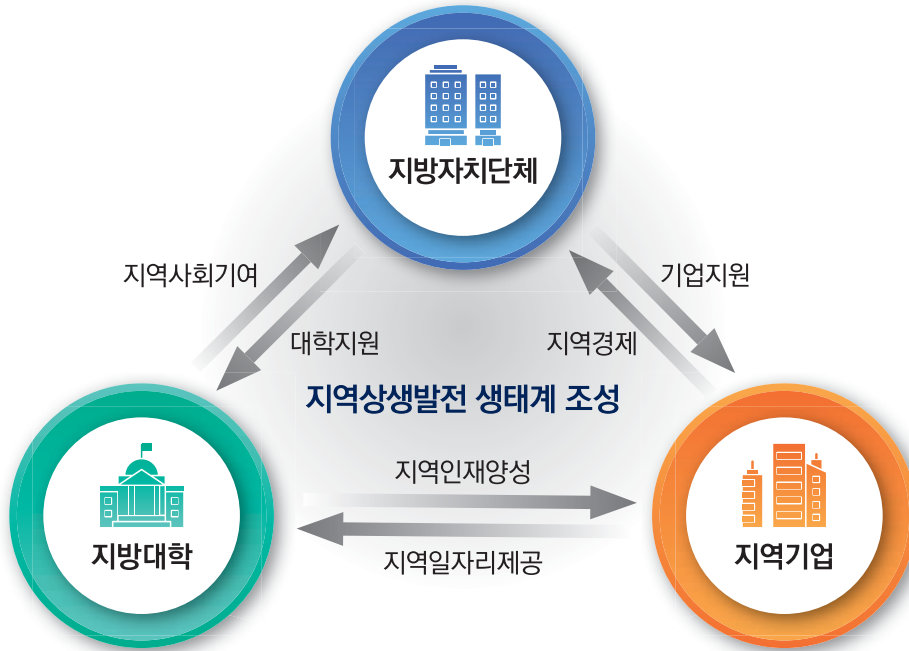 지방자치단체
지역사회기여
기업지원
대학지원
지역경제
지역상생발전 생태계 조성
지역인재양성
지방대학
지역기업
지역일자리제공